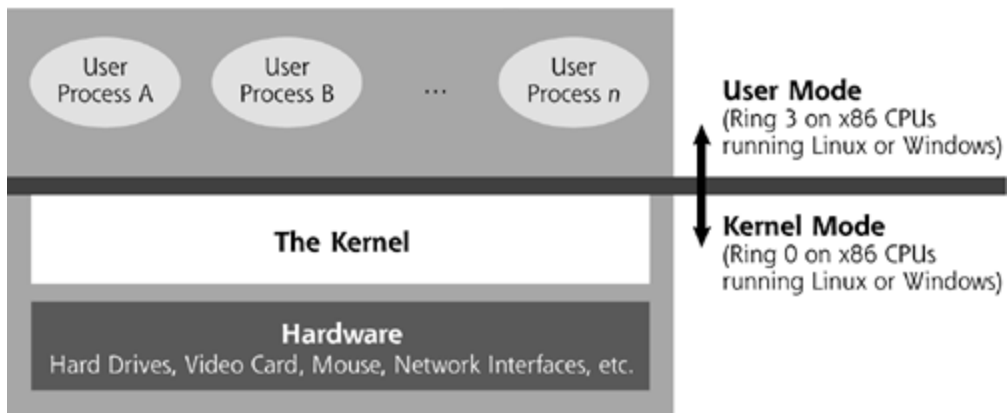 User
Process A
User
Process B
...
User
Process n
User Mode
(Ring 3 on x86 CPUs
running Linux or Windows)
The Kernel
Kernel Mode
(Ring 0 on x86 CPUs
running Linux or Windows)
Hardware
Hard Drives, Video Card, Mouse, Network Interfaces, etc.